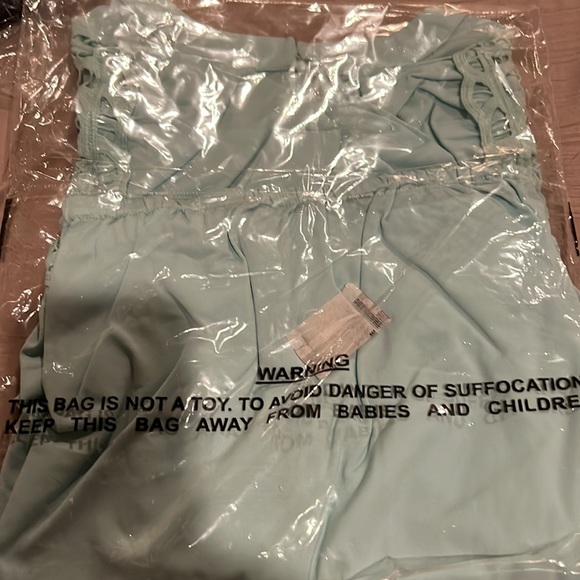 WARNING
THIS BAG IS NOT A TOY. TO AVOID DANGER OF SUFFOCATION
KEEP THIS BAG AWAY FROM BABIES AND CHILDRE